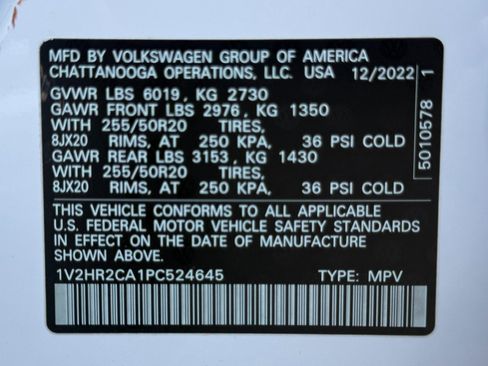 MFD BY VOLKSWAGEN GROUP OF AMERICA
CHATTANOOGA OPERATIONS, LLC. USA 12/2022
GVWR LBS 6019, KG 2730
GAWR FRONT LBS 2976, KG 1350
WITH 255/50R20 TIRES,
8JX20 RIMS, AT 250 KPA, 36 PSI COLD
GAWR REAR LBS 3153, KG 1430
WITH 255/50R20 TIRES,
8JX20 RIMS, AT 250 KPA, 36 PSI COLD
5010578 1
THIS VEHICLE CONFORMS TO ALL APPLICABLE
U.S. FEDERAL MOTOR VEHICLE SAFETY STANDARDS
IN EFFECT ON THE DATE OF MANUFACTURE
SHOWN ABOVE.
1V2HR2CA1PC524645 TYPE: MPV